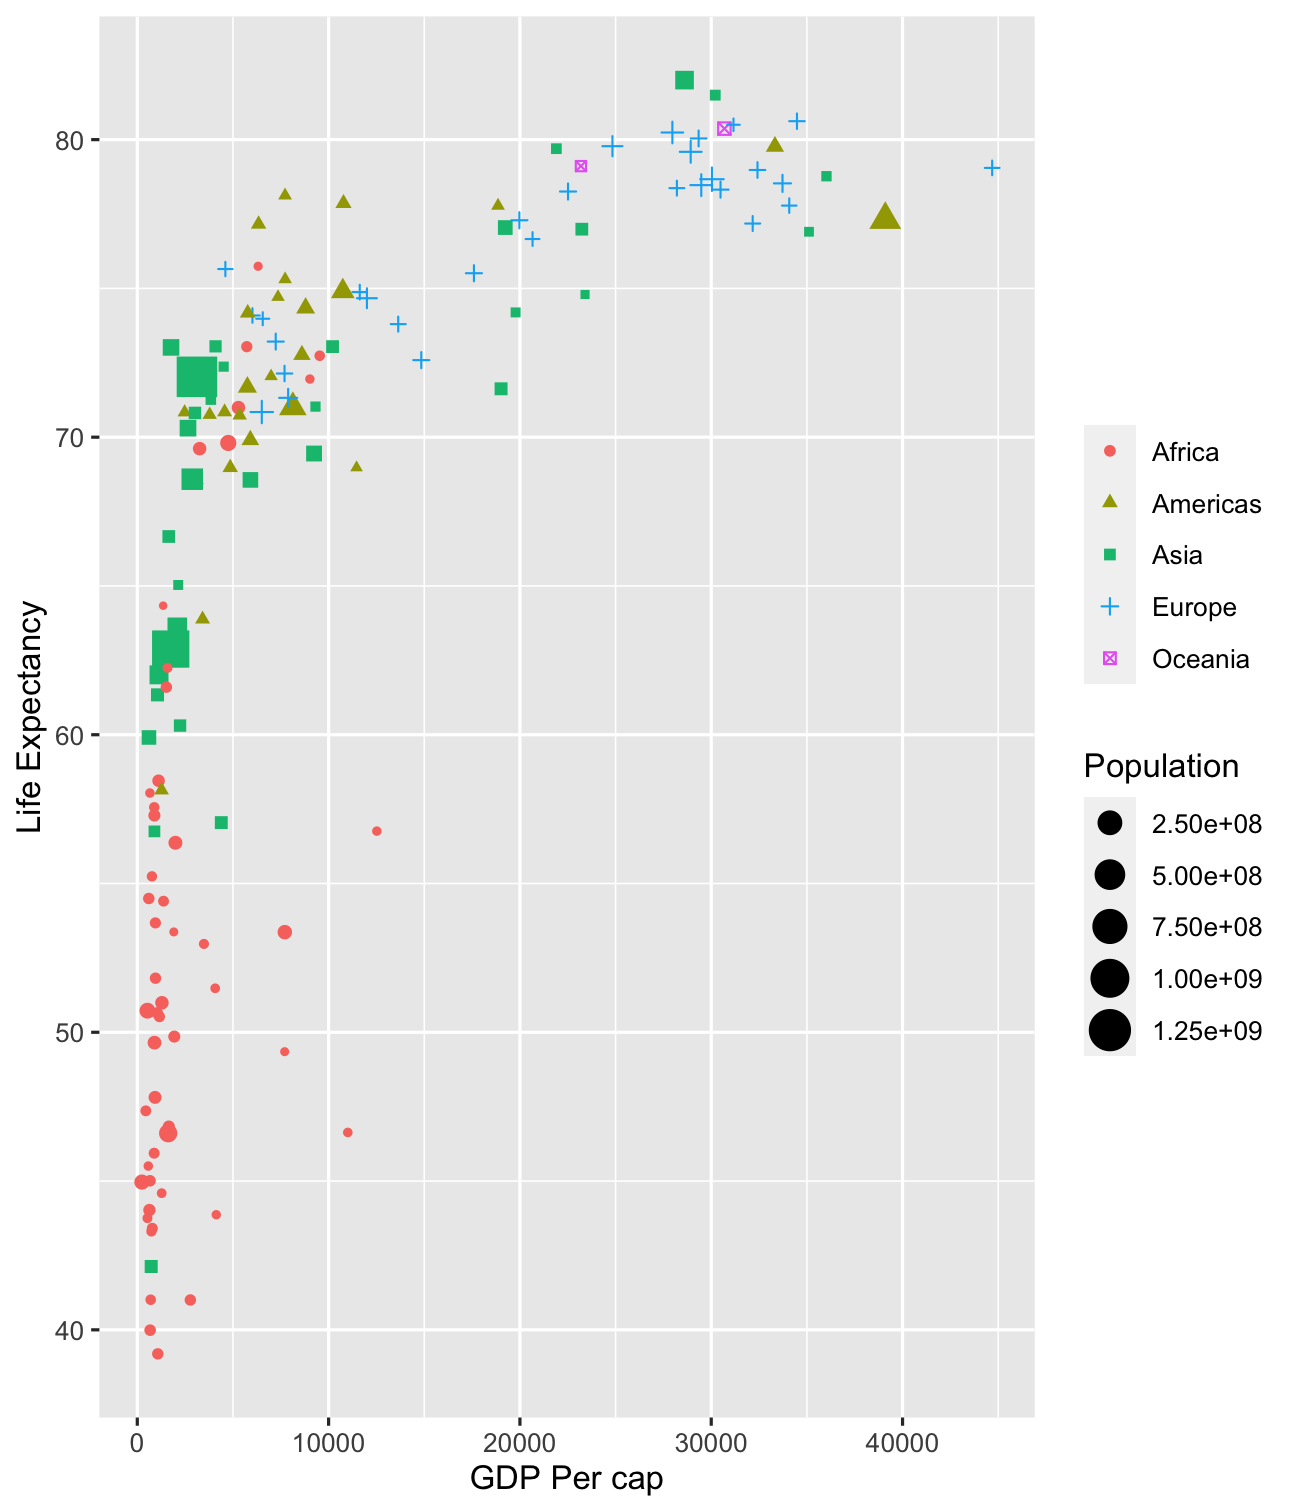 80
70
60
50
40
Life Expectancy
0 10000 20000 30000 40000
GDP Per cap
Africa
Americas
Asia
Europe
Oceania
Population
2.50e+08
5.00e+08
7.50e+08
1.00e+09
1.25e+09